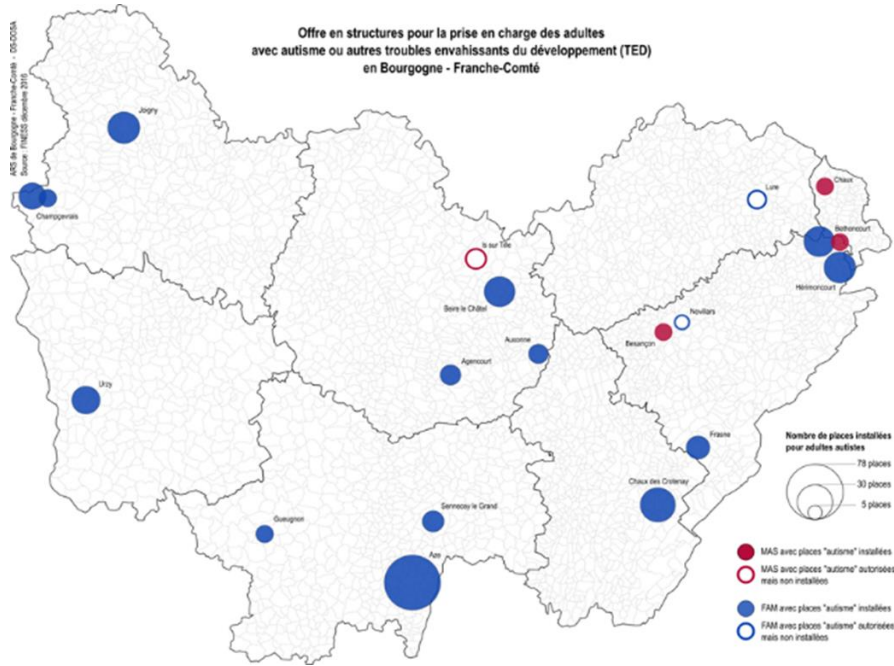 Offre en structures pour la prise en charge des adultes
avec autisme ou autres troubles envahissants du développement (TED)
en Bourgogne - Franche-Comté
ARS de Bourgogne - Franche-Comté - DS-DOSA
Source : FINESS décembre 2016
Joigny
Champcevrais
Chaux
Lure
Bethoncourt
Is sur Tille
Hérimoncourt
Beire le Châtel
Novillars
Besançon
Auxonne
Agencourt
Urzy
Frasne
Chaux des Crotenay
Sennecey le Grand
Gueugnon
Aze
Nombre de places installées
pour adultes autistes
78 places
30 places
5 places
MAS avec places "autisme" installées
MAS avec places "autisme" autorisées
mais non installées
FAM avec places "autisme" installées
FAM avec places "autisme" autorisées
mais non installées